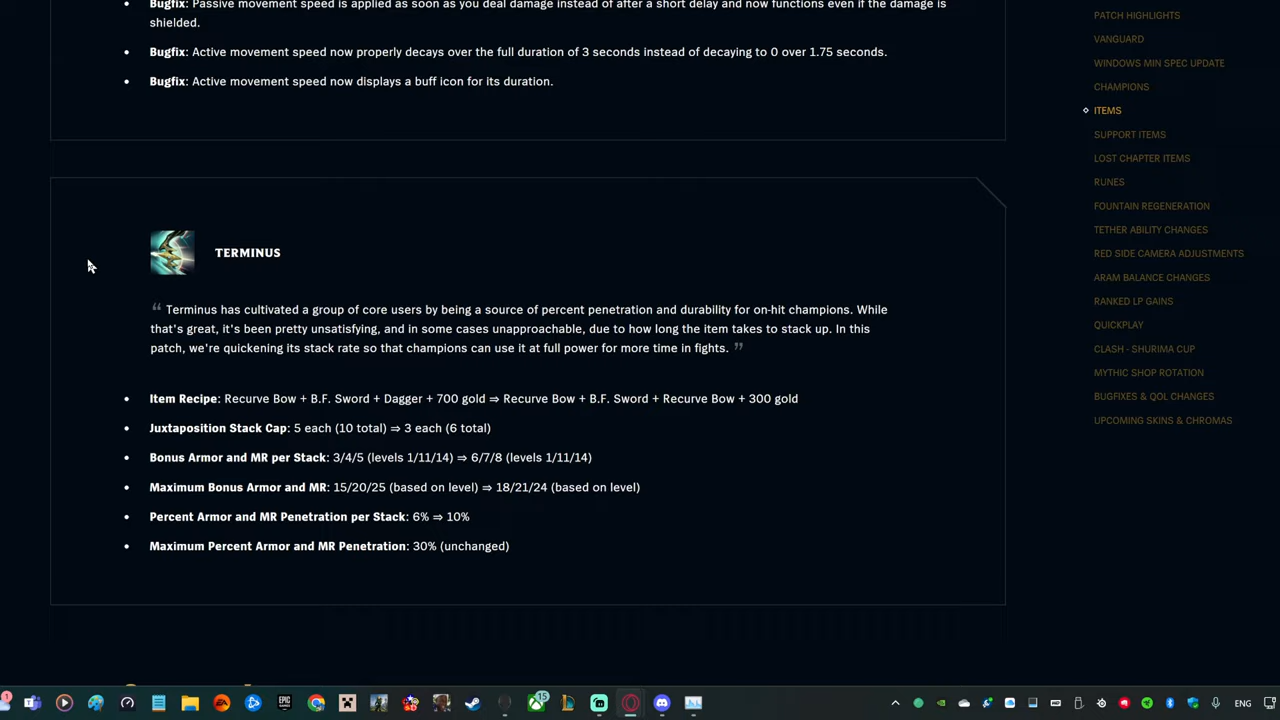 Bugfix: Passive movement speed is applied as soon as you deal damage instead of after a short delay and now functions even if the damage is
shielded.
Bugfix: Active movement speed now properly decays over the full duration of 3 seconds instead of decaying to 0 over 1.75 seconds.
Bugfix: Active movement speed now displays a buff icon for its duration.
TERMINUS
“ Terminus has cultivated a group of core users by being a source of percent penetration and durability for on-hit champions. While
that's great, it's been pretty unsatisfying, and in some cases unapproachable, due to how long the item takes to stack up. In this
patch, we're quickening its stack rate so that champions can use it at full power for more time in fights. ”
Item Recipe: Recurve Bow + B.F. Sword + Dagger + 700 gold ⇒ Recurve Bow + B.F. Sword + Recurve Bow + 300 gold
Juxtaposition Stack Cap: 5 each (10 total) ⇒ 3 each (6 total)
Bonus Armor and MR per Stack: 3/4/5 (levels 1/11/14) ⇒ 6/7/8 (levels 1/11/14)
Maximum Bonus Armor and MR: 15/20/25 (based on level) ⇒ 18/21/24 (based on level)
Percent Armor and MR Penetration per Stack: 6% ⇒ 10%
Maximum Percent Armor and MR Penetration: 30% (unchanged)
PATCH HIGHLIGHTS
VANGUARD
WINDOWS MIN SPEC UPDATE
CHAMPIONS
ITEMS
SUPPORT ITEMS
LOST CHAPTER ITEMS
RUNES
FOUNTAIN REGENERATION
TETHER ABILITY CHANGES
RED SIDE CAMERA ADJUSTMENTS
ARAM BALANCE CHANGES
RANKED LP GAINS
QUICKPLAY
CLASH - SHURIMA CUP
MYTHIC SHOP ROTATION
BUGFIXES & QOL CHANGES
UPCOMING SKINS & CHROMAS
1
EPIC
15
ENG